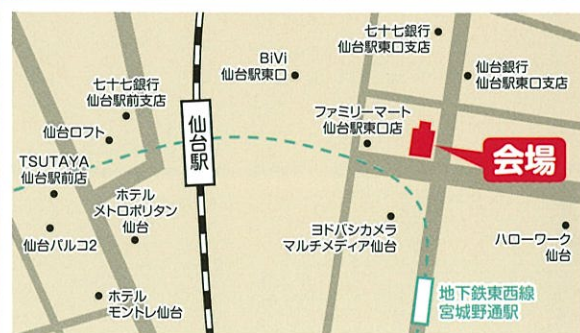 七十七銀行
仙台駅東口支店
BiVi
仙台駅東口
仙台銀行
仙台駅東口支店
七十七銀行
仙台駅前支店
ファミリーマート
仙台駅東口店
仙台ロフト
仙台駅
会場
TSUTAYA
仙台駅前店
ホテル
メトロポリタン
仙台
仙台パルコ2
ヨドバシカメラ
マルチメディア仙台
ハローワーク
仙台
ホテル
モントレ仙台
地下鉄東西線
宮城野通駅